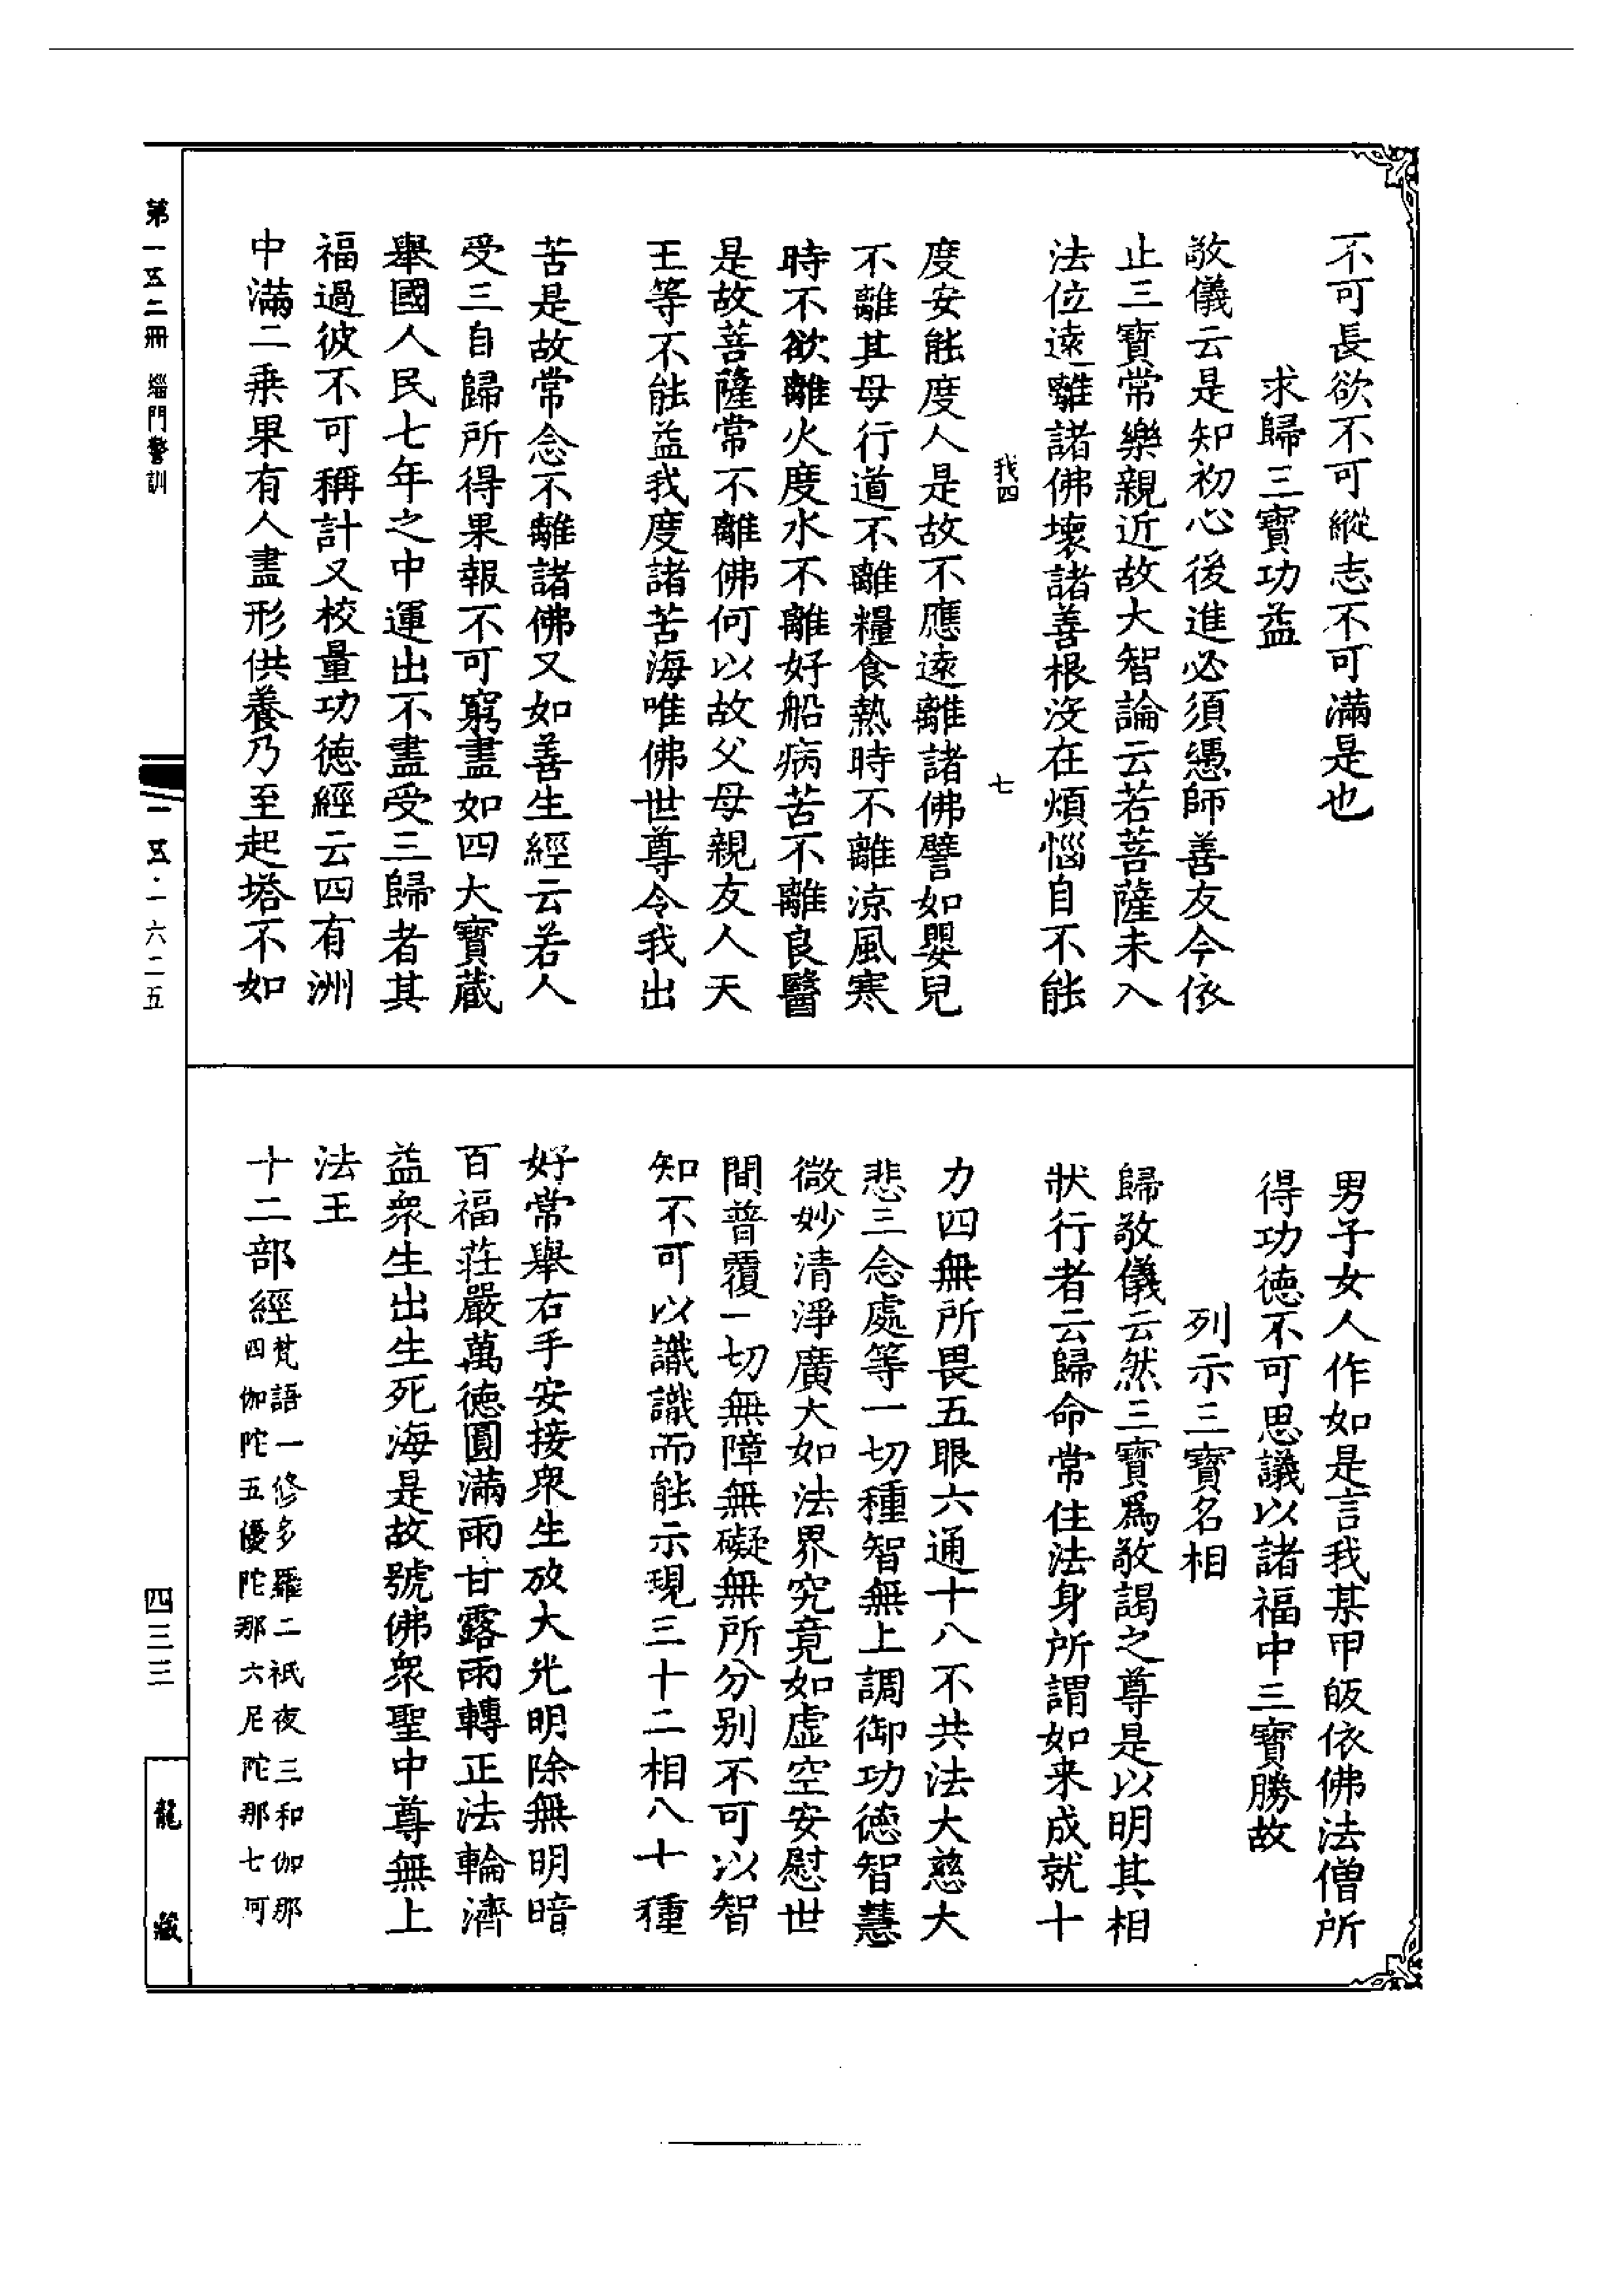 不可長欲不可縱志不可滿是也
求歸三寶功益
敬儀云是知初心後進必須憑師善友今依
止三寶常樂親近故大智論云若菩薩未入
法位遠離諸佛壞諸善根沒在煩惱自不能
我四
七
度安能度人是故不應遠離諸佛譬如嬰兒
不離其母行道不離糧食熱時不離涼風寒
時不欲離火度水不離好船病苦不離良醫
是故菩薩常不離佛何以故父母親友人天
王等不能益我度諸苦海唯佛世尊令我出
苦是故常念不離諸佛又如善生經云若人
受三自歸所得果報不可窮盡如四大寶藏
舉國人民七年之中運出不盡受三歸者其
福過彼不可稱計又校量功德經云四有洲
中滿二乘果有人盡形供養乃至起塔不如
男子女人作如是言我某甲皈依佛法僧所
得功德不可思議以諸福中三寶勝故
列示三寶名相
歸敬儀云然三寶爲敬謁之尊是以明其相
狀行者云歸命常住法身所謂如来成就十
力四無所畏五眼六通十八不共法大慈大
悲三念處等一切種智無上調御功德智慧
微妙清淨廣大如法界究竟如虛空安慰世
間普覆一切無障無礙無所分別不可以智
知不可以識識而能示現三十二相八十種
好常舉右手安接衆生放大光明除無明暗
百福莊嚴萬德圓滿雨甘露雨轉正法輪濟
益衆生出生死海是故號佛衆聖中尊無上
法王
十二部經梵語一修多羅二祇夜三和伽那
四伽陀五優陀那六尼陀那七阿
第一五二冊 緇門警訓
一五·一六二五
四三三
龍藏